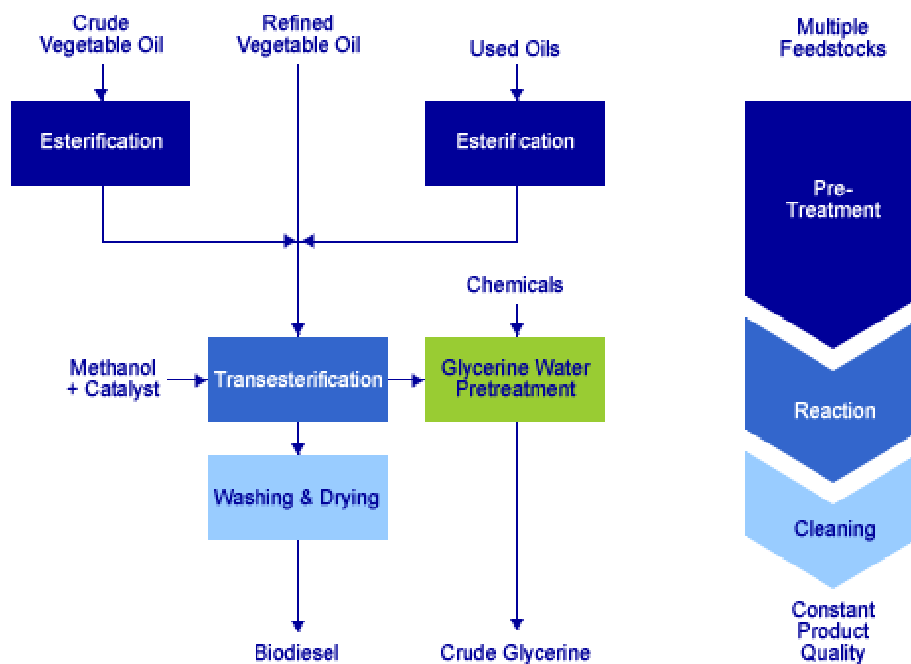 Crude
Vegetable Oil
Refined
Vegetable Oil
Used Oils
Multiple
Feedstocks
Esterification
Esterification
Pre-
Treatment
Chemicals
Methanol
+ Catalyst
Transesterification
Glycerine Water
Pretreatment
Reaction
Washing & Drying
Cleaning
Biodiesel
Crude Glycerine
Constant
Product
Quality